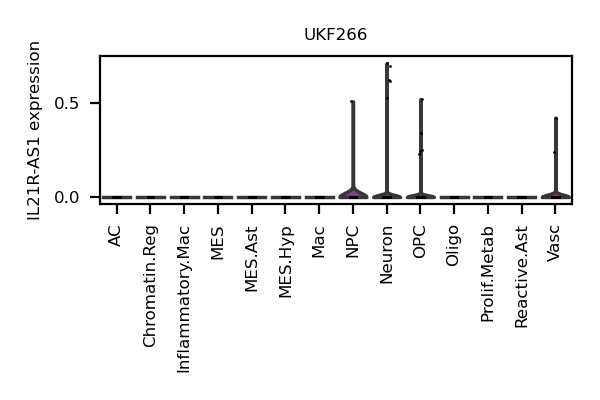 UKF266
IL21R-AS1 expression
0.5
0.0
AC
Chromatin.Reg
Inflammatory.Mac
MES
MES.Ast
MES.Hyp
Mac
NPC
Neuron
OPC
Oligo
Prolif.Metab
Reactive.Ast
Vasc